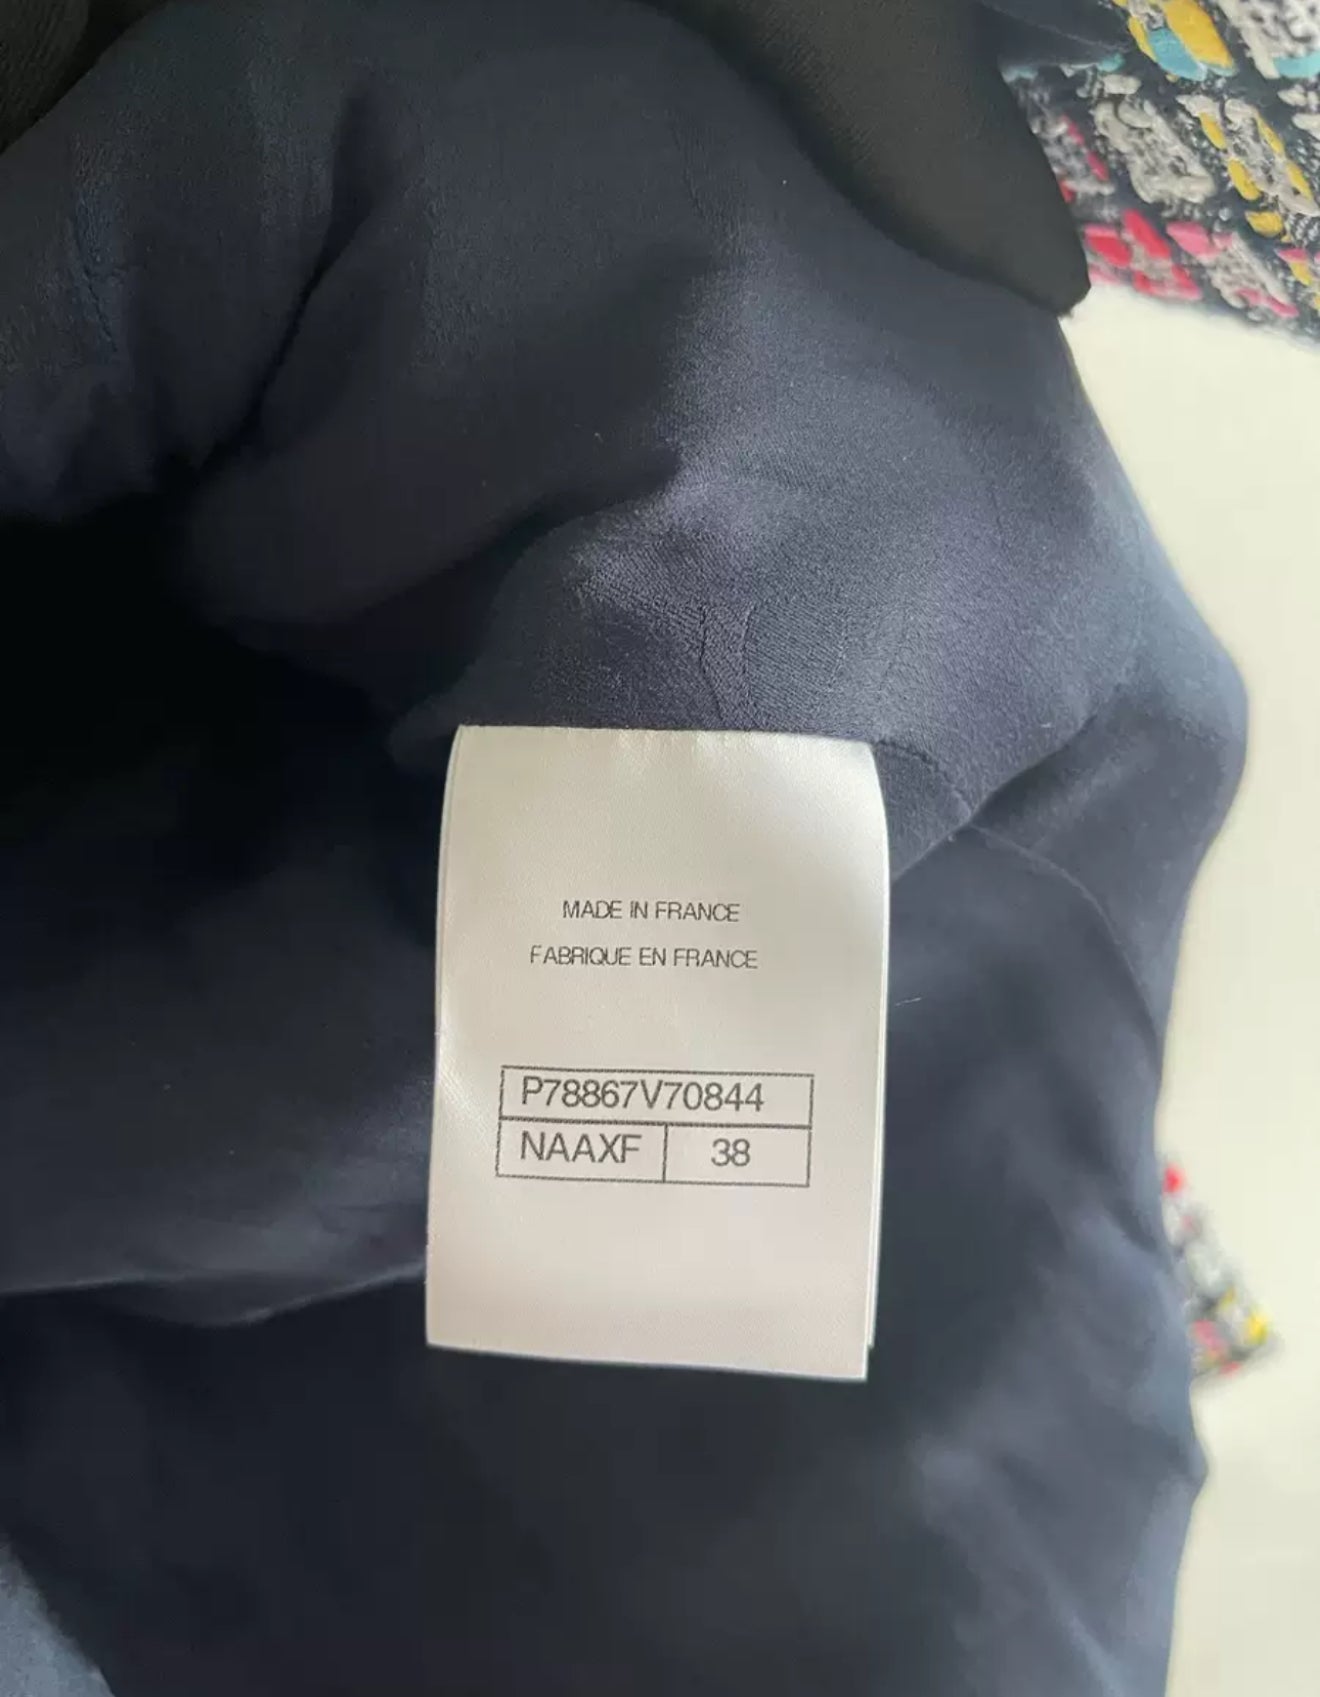 MADE IN FRANCE
FABRIQUE EN FRANCE
P78867V70844
NAAXF 38